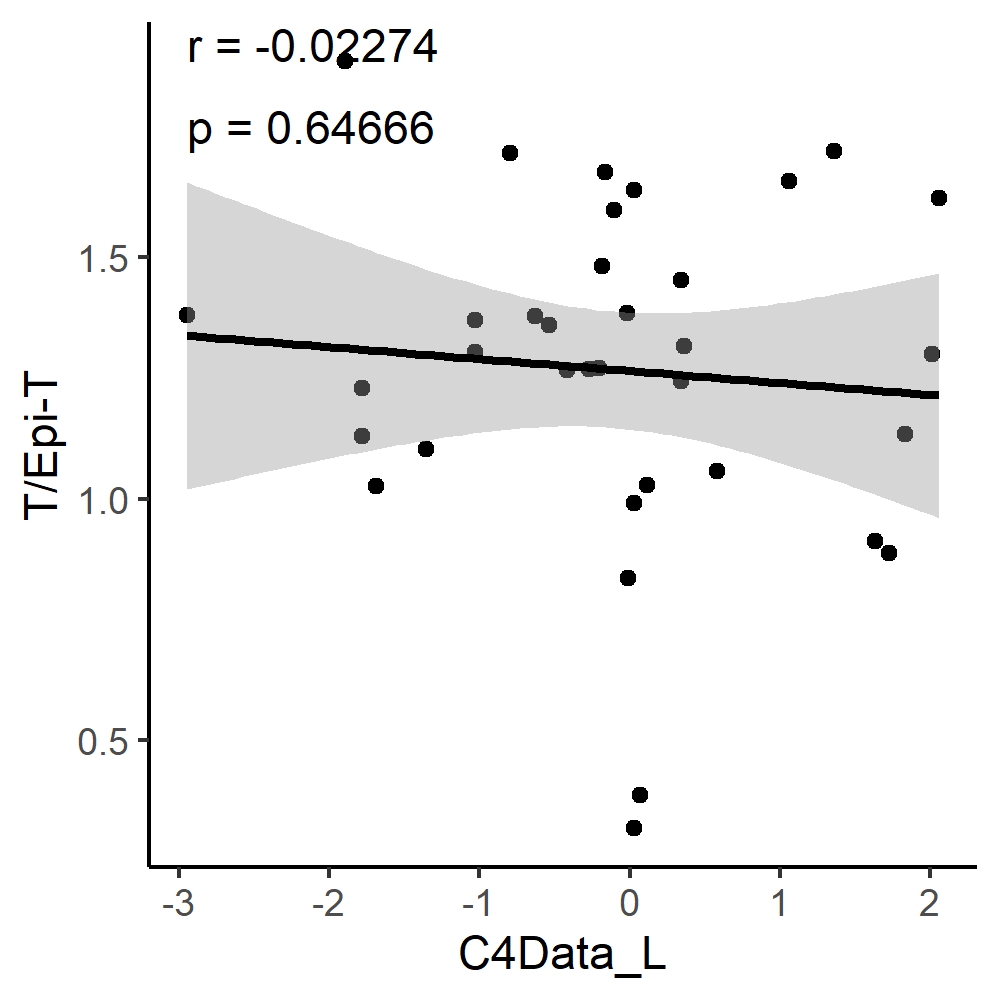 r = -0.02274
p = 0.64666
T/Epi-T
1.5
1.0
0.5
-3 -2 -1 0 1 2
C4Data_L